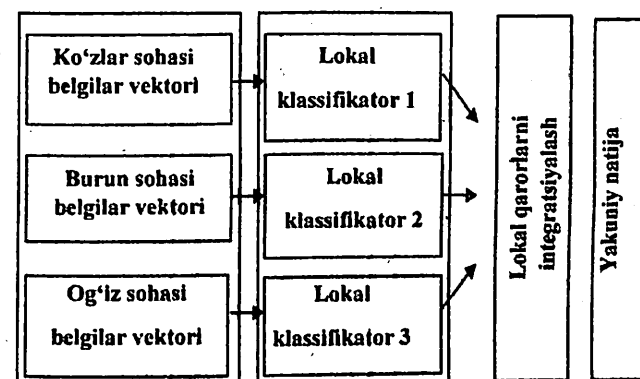 Ko‘zlar sohasi
belgilar vektori
Lokal
klassifikator 1
Burun sohasi
belgilar vektori
Lokal
klassifikator 2
Og‘iz sohasi
belgilar vektori
Lokal
klassifikator 3
Lokal qarorlarni
integratsiyalash
Yakuniy natija